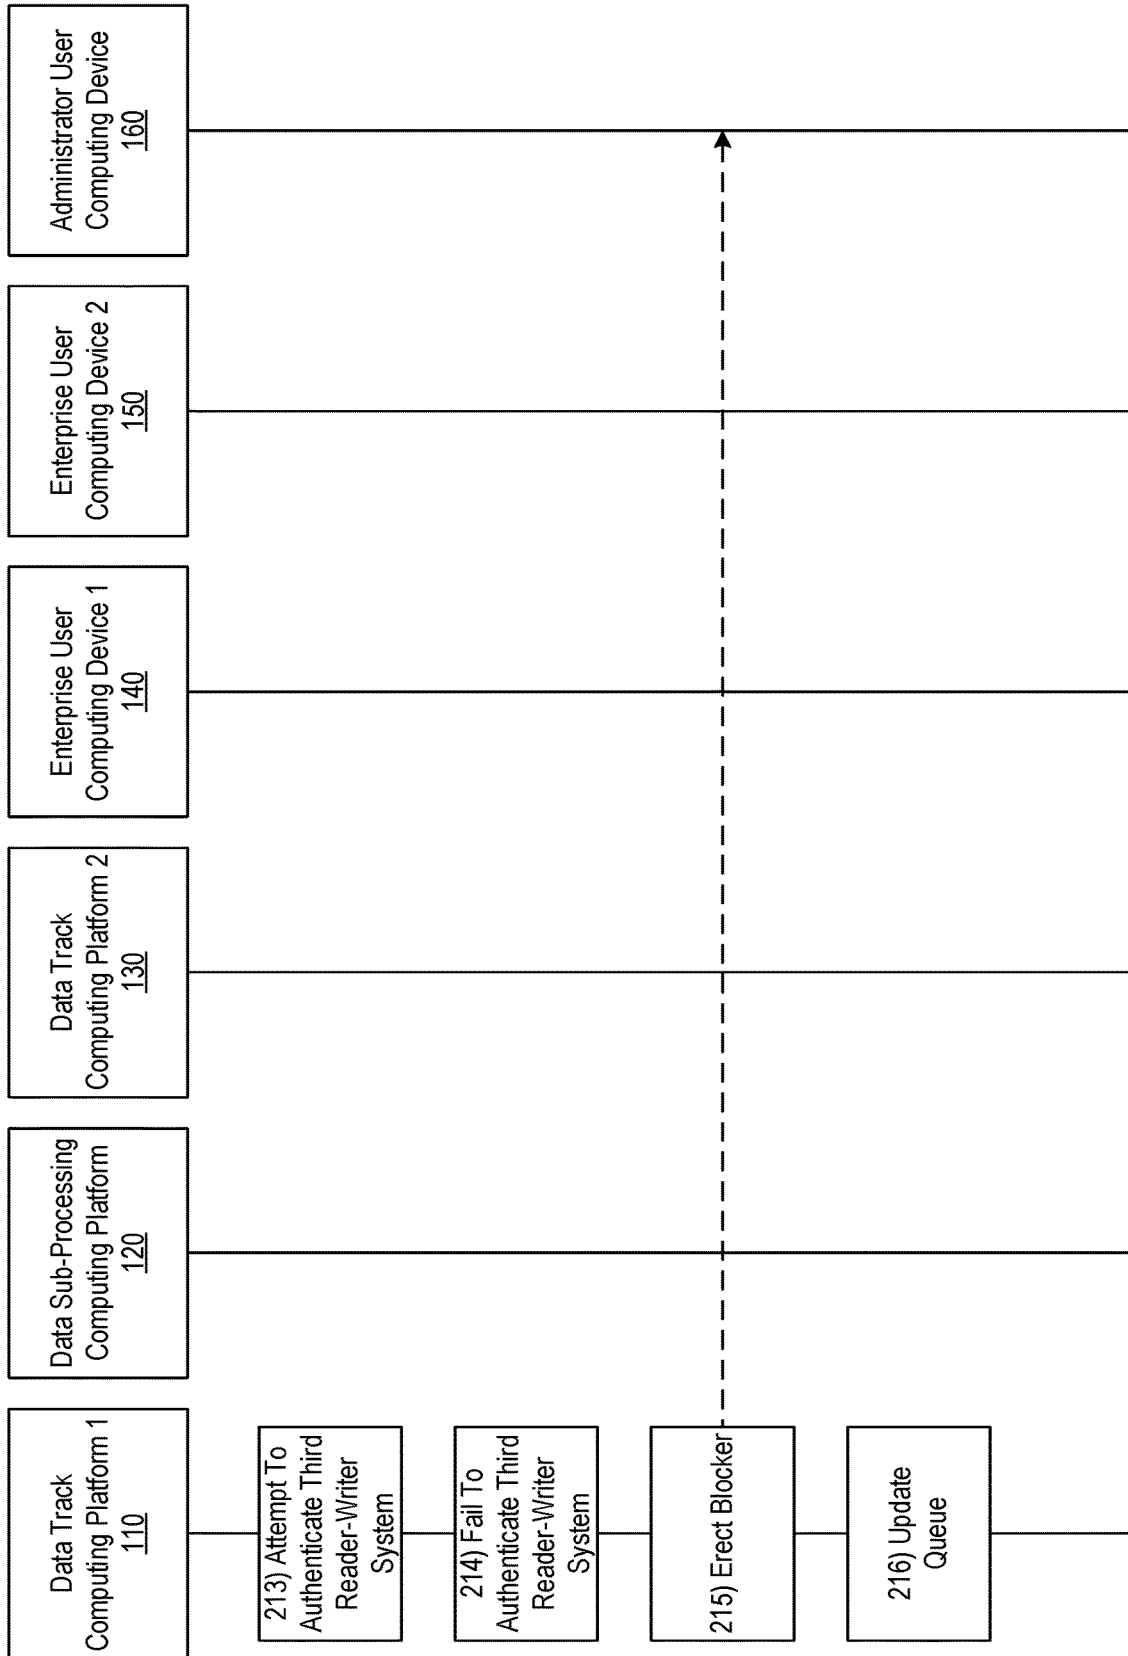 Data Track
Computing Platform 1
110
Data Sub-Processing
Computing Platform
120
Data Track
Computing Platform 2
130
Enterprise User
Computing Device 1
140
Enterprise User
Computing Device 2
150
Administrator User
Computing Device
160
213) Attempt To
Authenticate Third
Reader-Writer
System
214) Fail To
Authenticate Third
Reader-Writer
System
215) Erect Blocker
216) Update
Queue